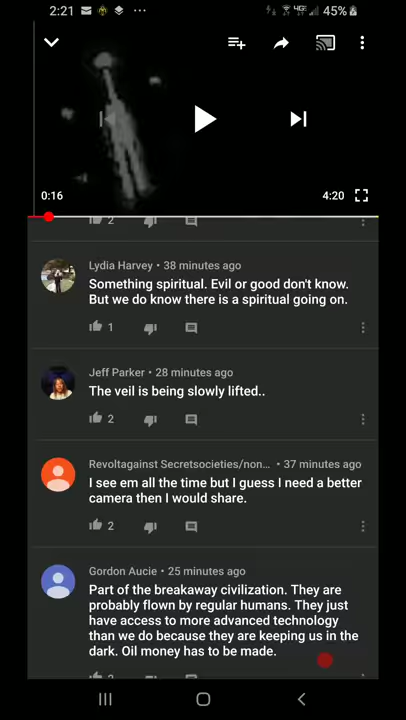 2:21
45%
0:16
4:20
2
Lydia Harvey • 38 minutes ago
Something spiritual. Evil or good don't know.
But we do know there is a spiritual going on.
1
Jeff Parker • 28 minutes ago
The veil is being slowly lifted..
2
Revoltagainst Secretsocieties/non... • 37 minutes ago
I see em all the time but I guess I need a better
camera then I would share.
2
Gordon Aucie • 25 minutes ago
Part of the breakaway civilization. They are
probably flown by regular humans. They just
have access to more advanced technology
than we do because they are keeping us in the
dark. Oil money has to be made.